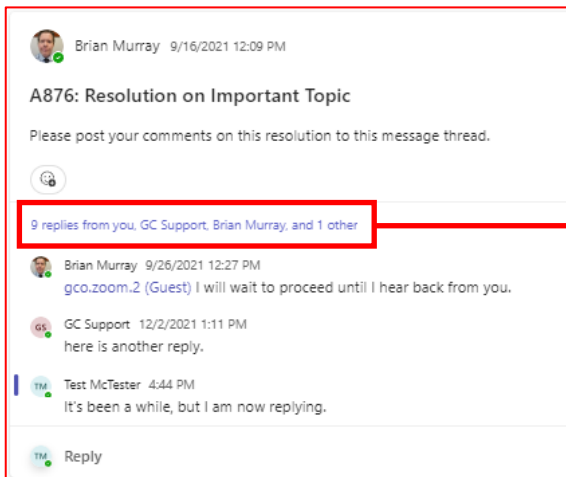 Brian Murray 9/16/2021 12:09 PM
A876: Resolution on Important Topic
Please post your comments on this resolution to this message thread.
9 replies from you, GC Support, Brian Murray, and 1 other
Brian Murray 9/26/2021 12:27 PM
gco.zoom.2 (Guest) I will wait to proceed until I hear back from you.
GS GC Support 12/2/2021 1:11 PM
here is another reply.
TM Test McTester 4:44 PM
It's been a while, but I am now replying.
TM Reply